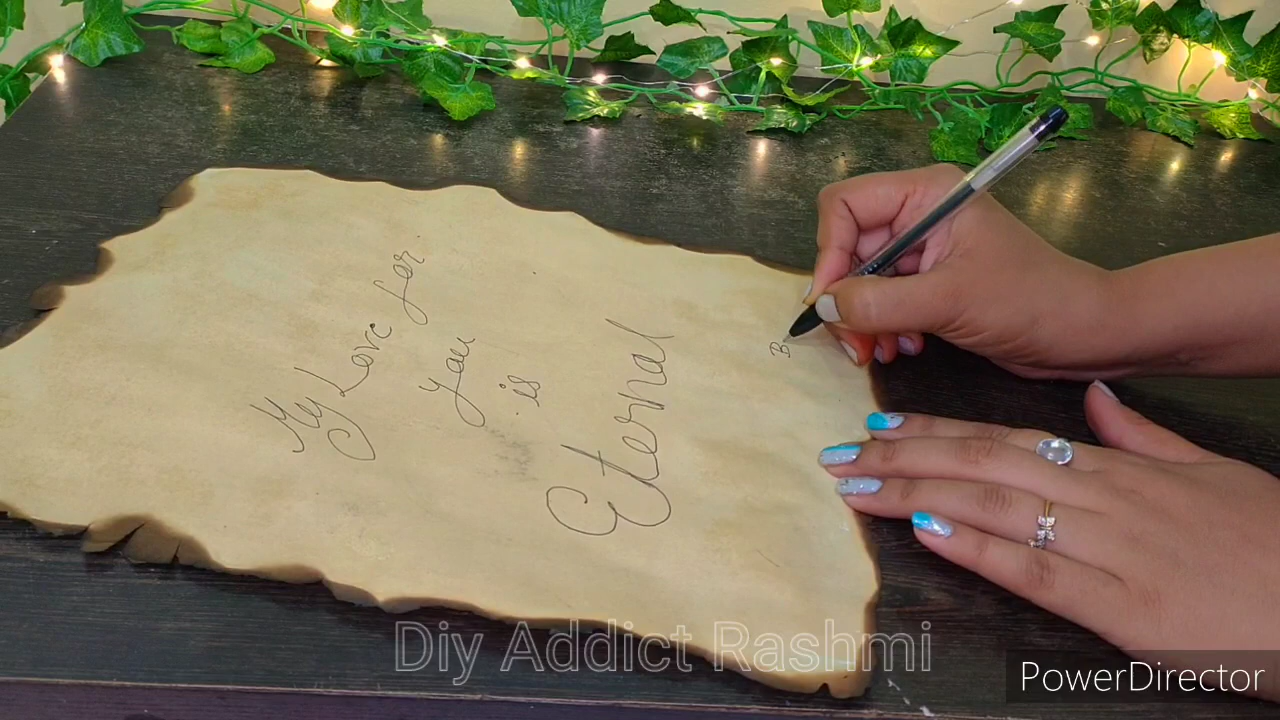 My Love for
you
is
Eternal
B
Diy Addict Rashmi
PowerDirector